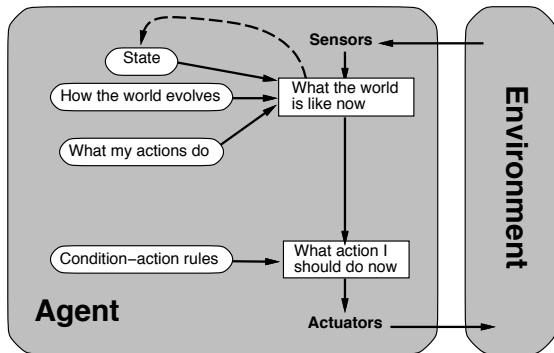 Sensors
State
What the world
is like now
How the world evolves
What my actions do
Environment
Condition−action rules
What action I
should do now
Agent
Actuators